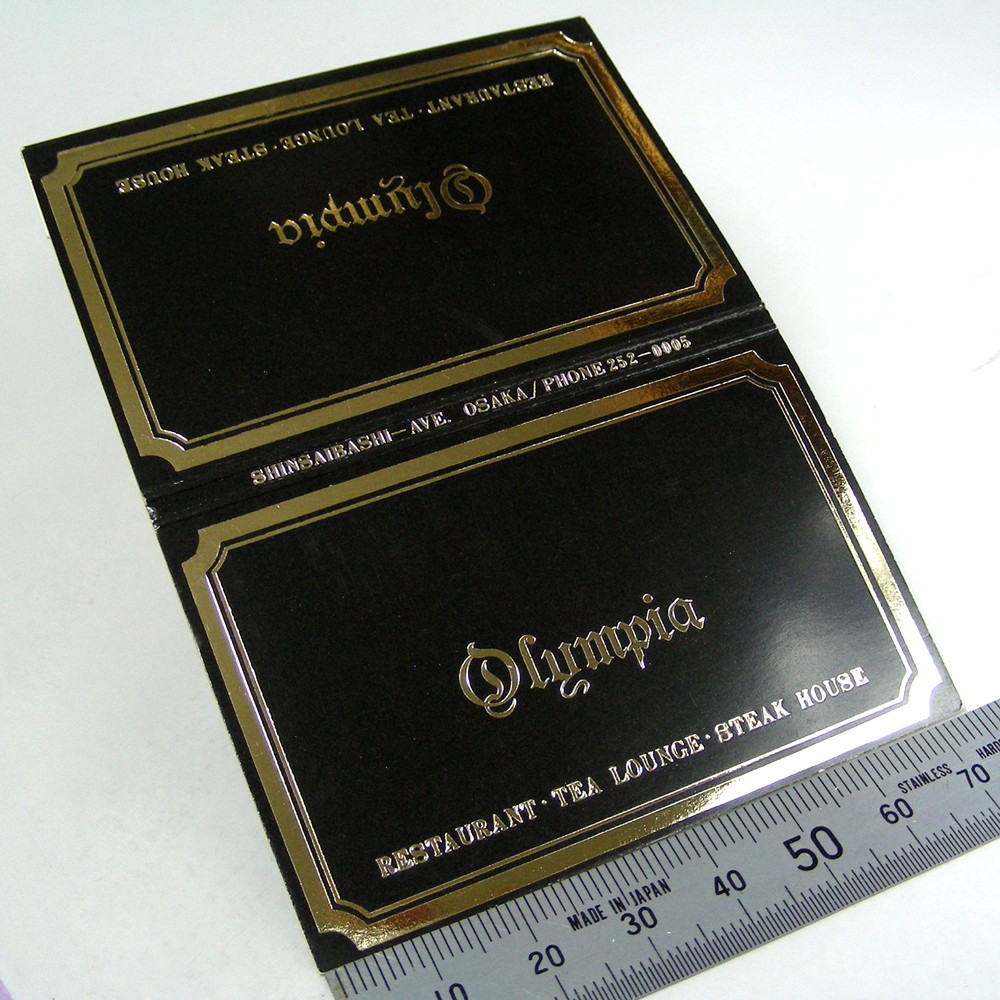 RESTAURANT·TEA LOUNGE·STEAK HOUSE
Olympia
SHINSAIBASHI—AVE. OSAKA/PHONE 252—0005
Olympia
RESTAURANT·TEA LOUNGE·STEAK HOUSE
STAINLESS HARD
MADE IN JAPAN
10 20 30 40 50 60 70